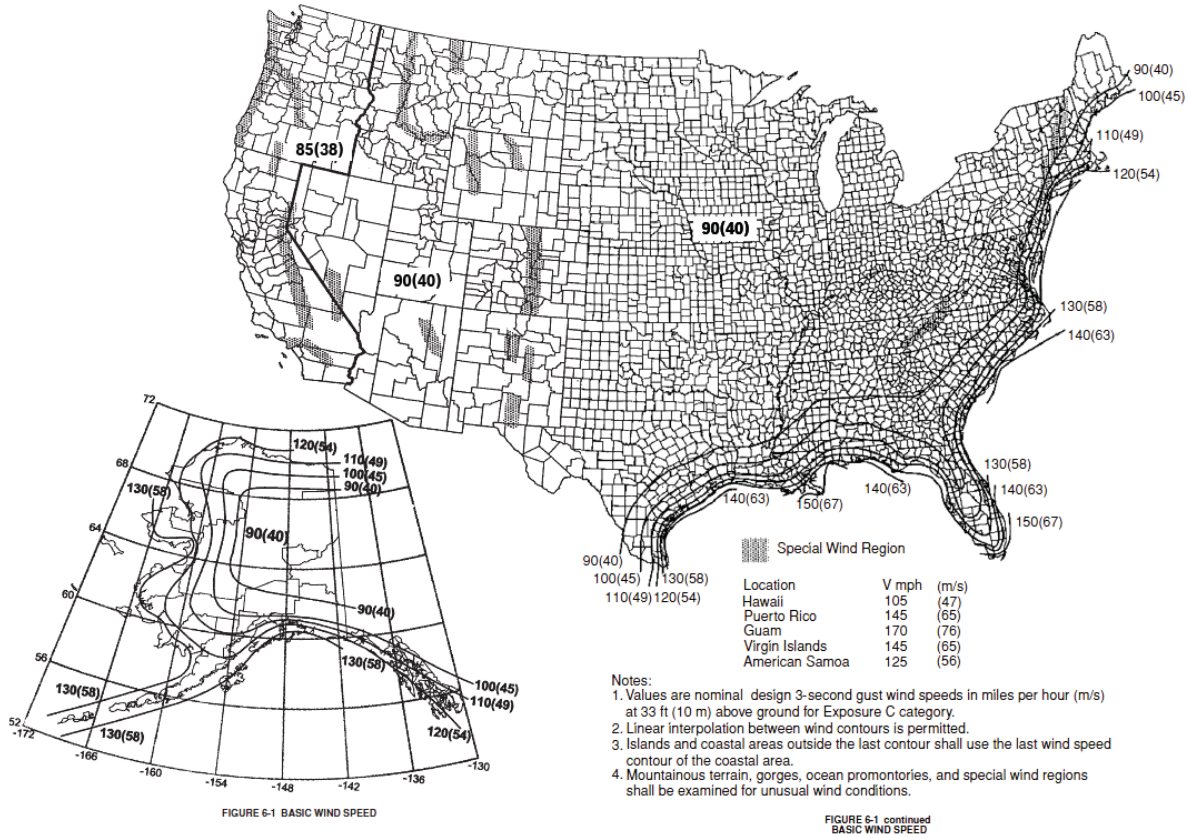 90(40)
100(45)
110(49)
120(54)
85(38)
90(40)
90(40)
130(58)
140(63)
72
120(54)
110(49)
100(45)
90(40)
68
130(58)
130(58)
140(63)
140(63)
140(63)
150(67)
150(67)
64
90(40)
Special Wind Region
90(40)
100(45)
130(58)
110(49)
120(54)
Location V mph (m/s)
Hawaii 105 (47)
Puerto Rico 145 (65)
Guam 170 (76)
Virgin Islands 145 (65)
American Samoa 125 (56)
60
90(40)
56
130(58)
100(45)
110(49)
130(58)
120(54)
52
130(58)
-172
-166
-160
-154
-148
-142
-136
-130
Notes:
1. Values are nominal design 3-second gust wind speeds in miles per hour (m/s)
at 33 ft (10 m) above ground for Exposure C category.
2. Linear interpolation between wind contours is permitted.
3. Islands and coastal areas outside the last contour shall use the last wind speed
contour of the coastal area.
4. Mountainous terrain, gorges, ocean promontories, and special wind regions
shall be examined for unusual wind conditions.
FIGURE 6-1 BASIC WIND SPEED
FIGURE 6-1 continued
BASIC WIND SPEED